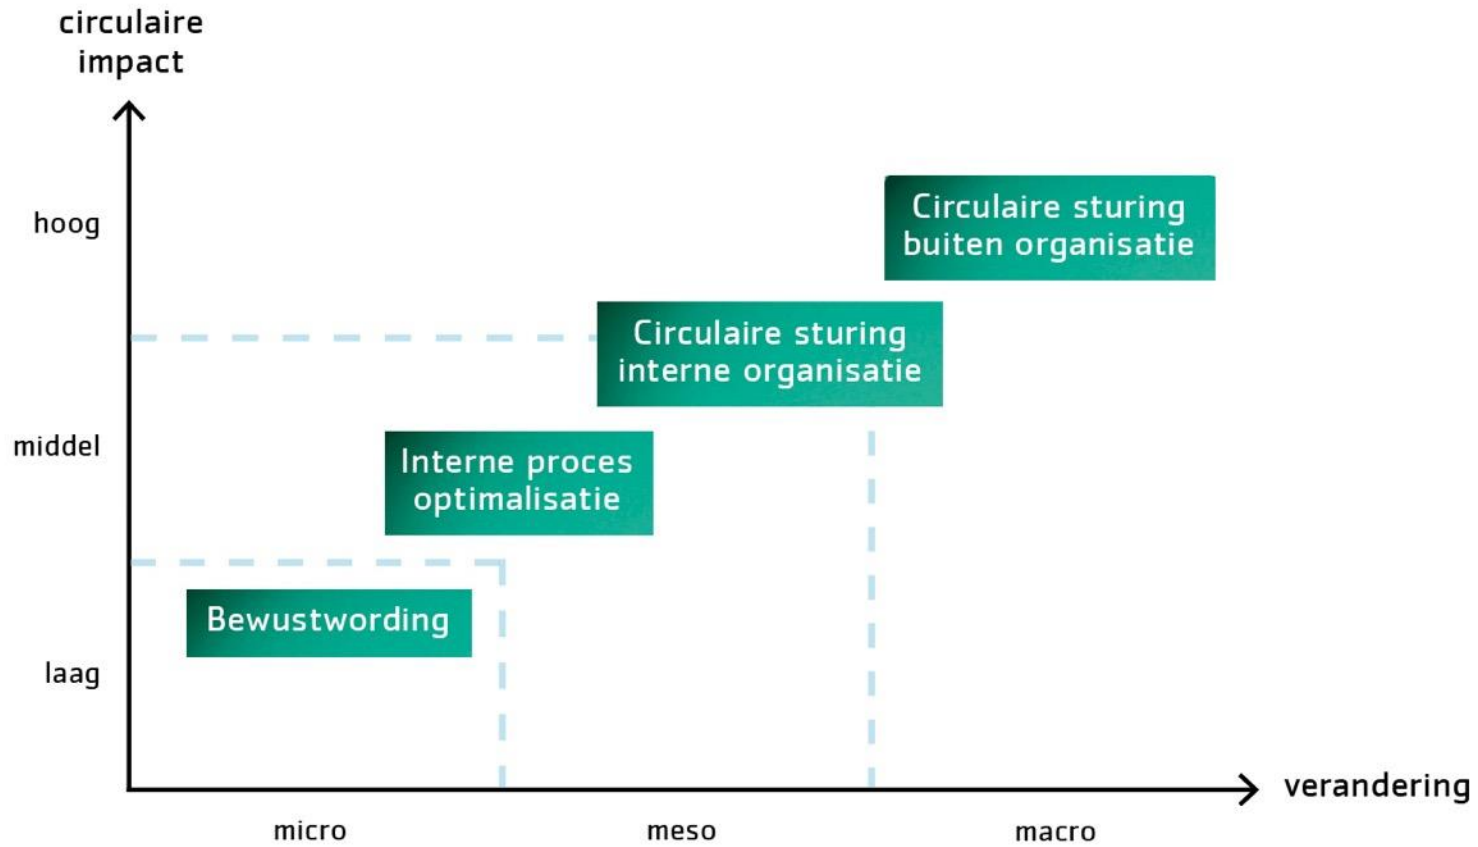 circulaire
impact
hoog
Circulaire sturing
buiten organisatie
Circulaire sturing
interne organisatie
middel
Interne proces
optimalisatie
Bewustwording
laag
verandering
micro
meso
macro